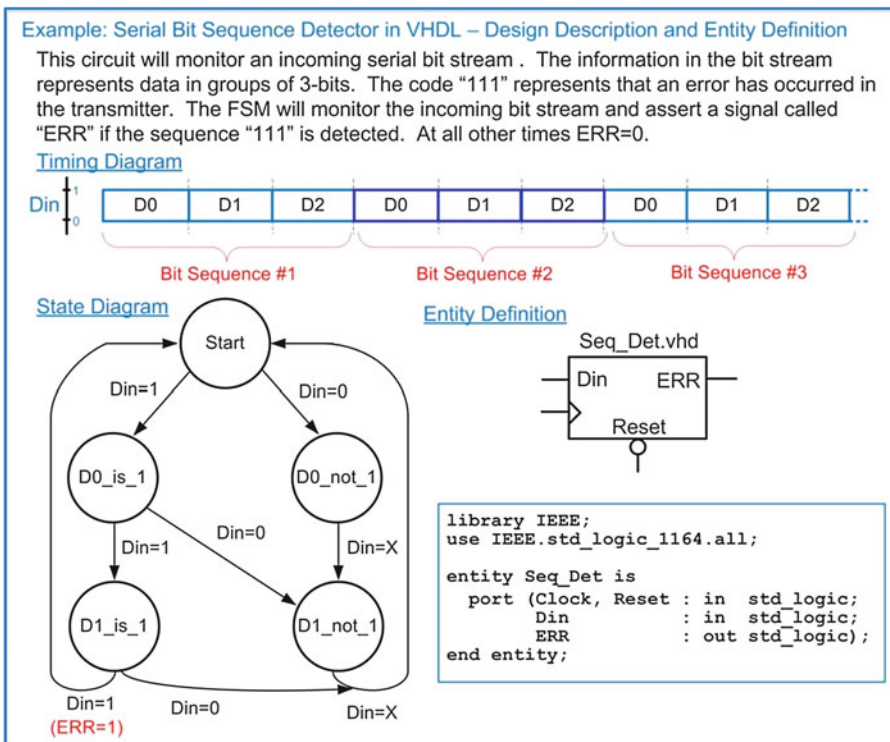 Example: Serial Bit Sequence Detector in VHDL – Design Description and Entity Definition
This circuit will monitor an incoming serial bit stream . The information in the bit stream
represents data in groups of 3-bits. The code “111” represents that an error has occurred in
the transmitter. The FSM will monitor the incoming bit stream and assert a signal called
“ERR” if the sequence “111” is detected. At all other times ERR=0.
Timing Diagram
Din 1 0 D0 D1 D2 D0 D1 D2 D0 D1 D2
Bit Sequence #1 Bit Sequence #2 Bit Sequence #3
State Diagram
Start
Din=1 Din=0
D0_is_1 D0_not_1
Din=1 Din=0 Din=X
D1_is_1 D1_not_1
Din=1 Din=0 Din=X
(ERR=1)
Entity Definition
Seq_Det.vhd
Din ERR
Reset
library IEEE;
use IEEE.std_logic_1164.all;
entity Seq_Det is
port (Clock, Reset : in std_logic;
Din : in std_logic;
ERR : out std_logic);
end entity;